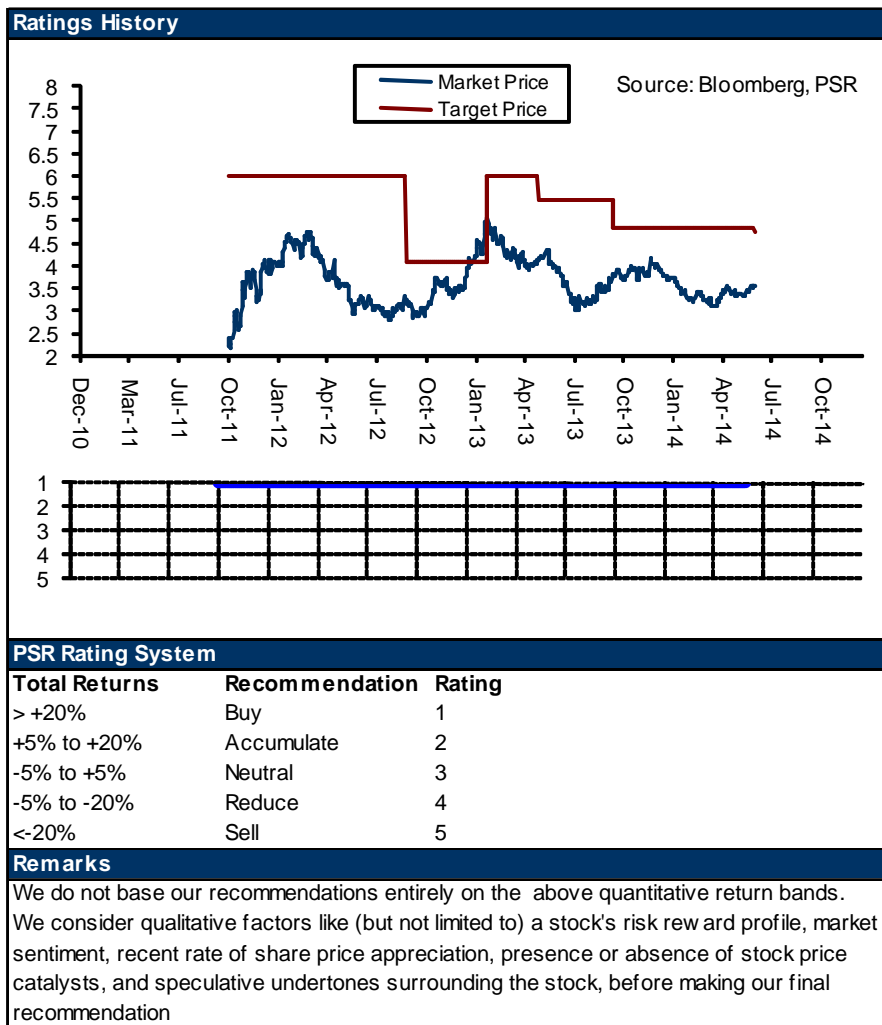 Ratings History
Market Price
Target Price
Source: Bloomberg, PSR
8
7.5
7
6.5
6
5.5
5
4.5
4
3.5
3
2.5
2
Dec-10
Mar-11
Jul-11
Oct-11
Jan-12
Apr-12
Jul-12
Oct-12
Jan-13
Apr-13
Jul-13
Oct-13
Jan-14
Apr-14
Jul-14
Oct-14
1
2
3
4
5
PSR Rating System
Total Returns Recommendation Rating
> +20% Buy 1
+5% to +20% Accumulate 2
-5% to +5% Neutral 3
-5% to -20% Reduce 4
<-20% Sell 5
Remarks
We do not base our recommendations entirely on the above quantitative return bands.
We consider qualitative factors like (but not limited to) a stock's risk reward profile, market
sentiment, recent rate of share price appreciation, presence or absence of stock price
catalysts, and speculative undertones surrounding the stock, before making our final
recommendation